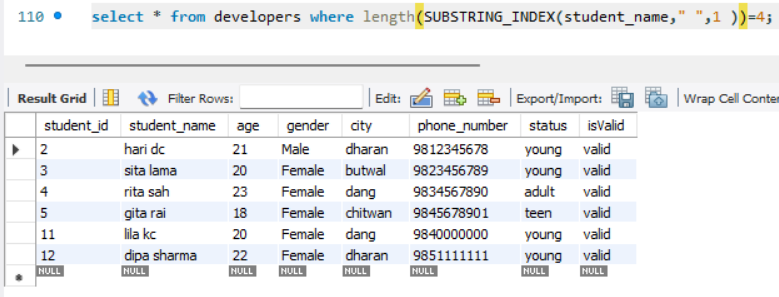 110 select * from developers where length(SUBSTRING_INDEX(student_name," ",1 ))=4;
Result Grid Filter Rows: Edit: Export/Import: Wrap Cell Conter
student_id student_name age gender city phone_number status isValid
2 hari dc 21 Male dharan 9812345678 young valid
3 sita lama 20 Female butwal 9823456789 young valid
4 rita sah 23 Female dang 9834567890 adult valid
5 gita rai 18 Female chitwan 9845678901 teen valid
11 lila kc 20 Female dang 9840000000 young valid
12 dipa sharma 22 Female dharan 9851111111 young valid
NULL NULL NULL NULL NULL NULL NULL NULL